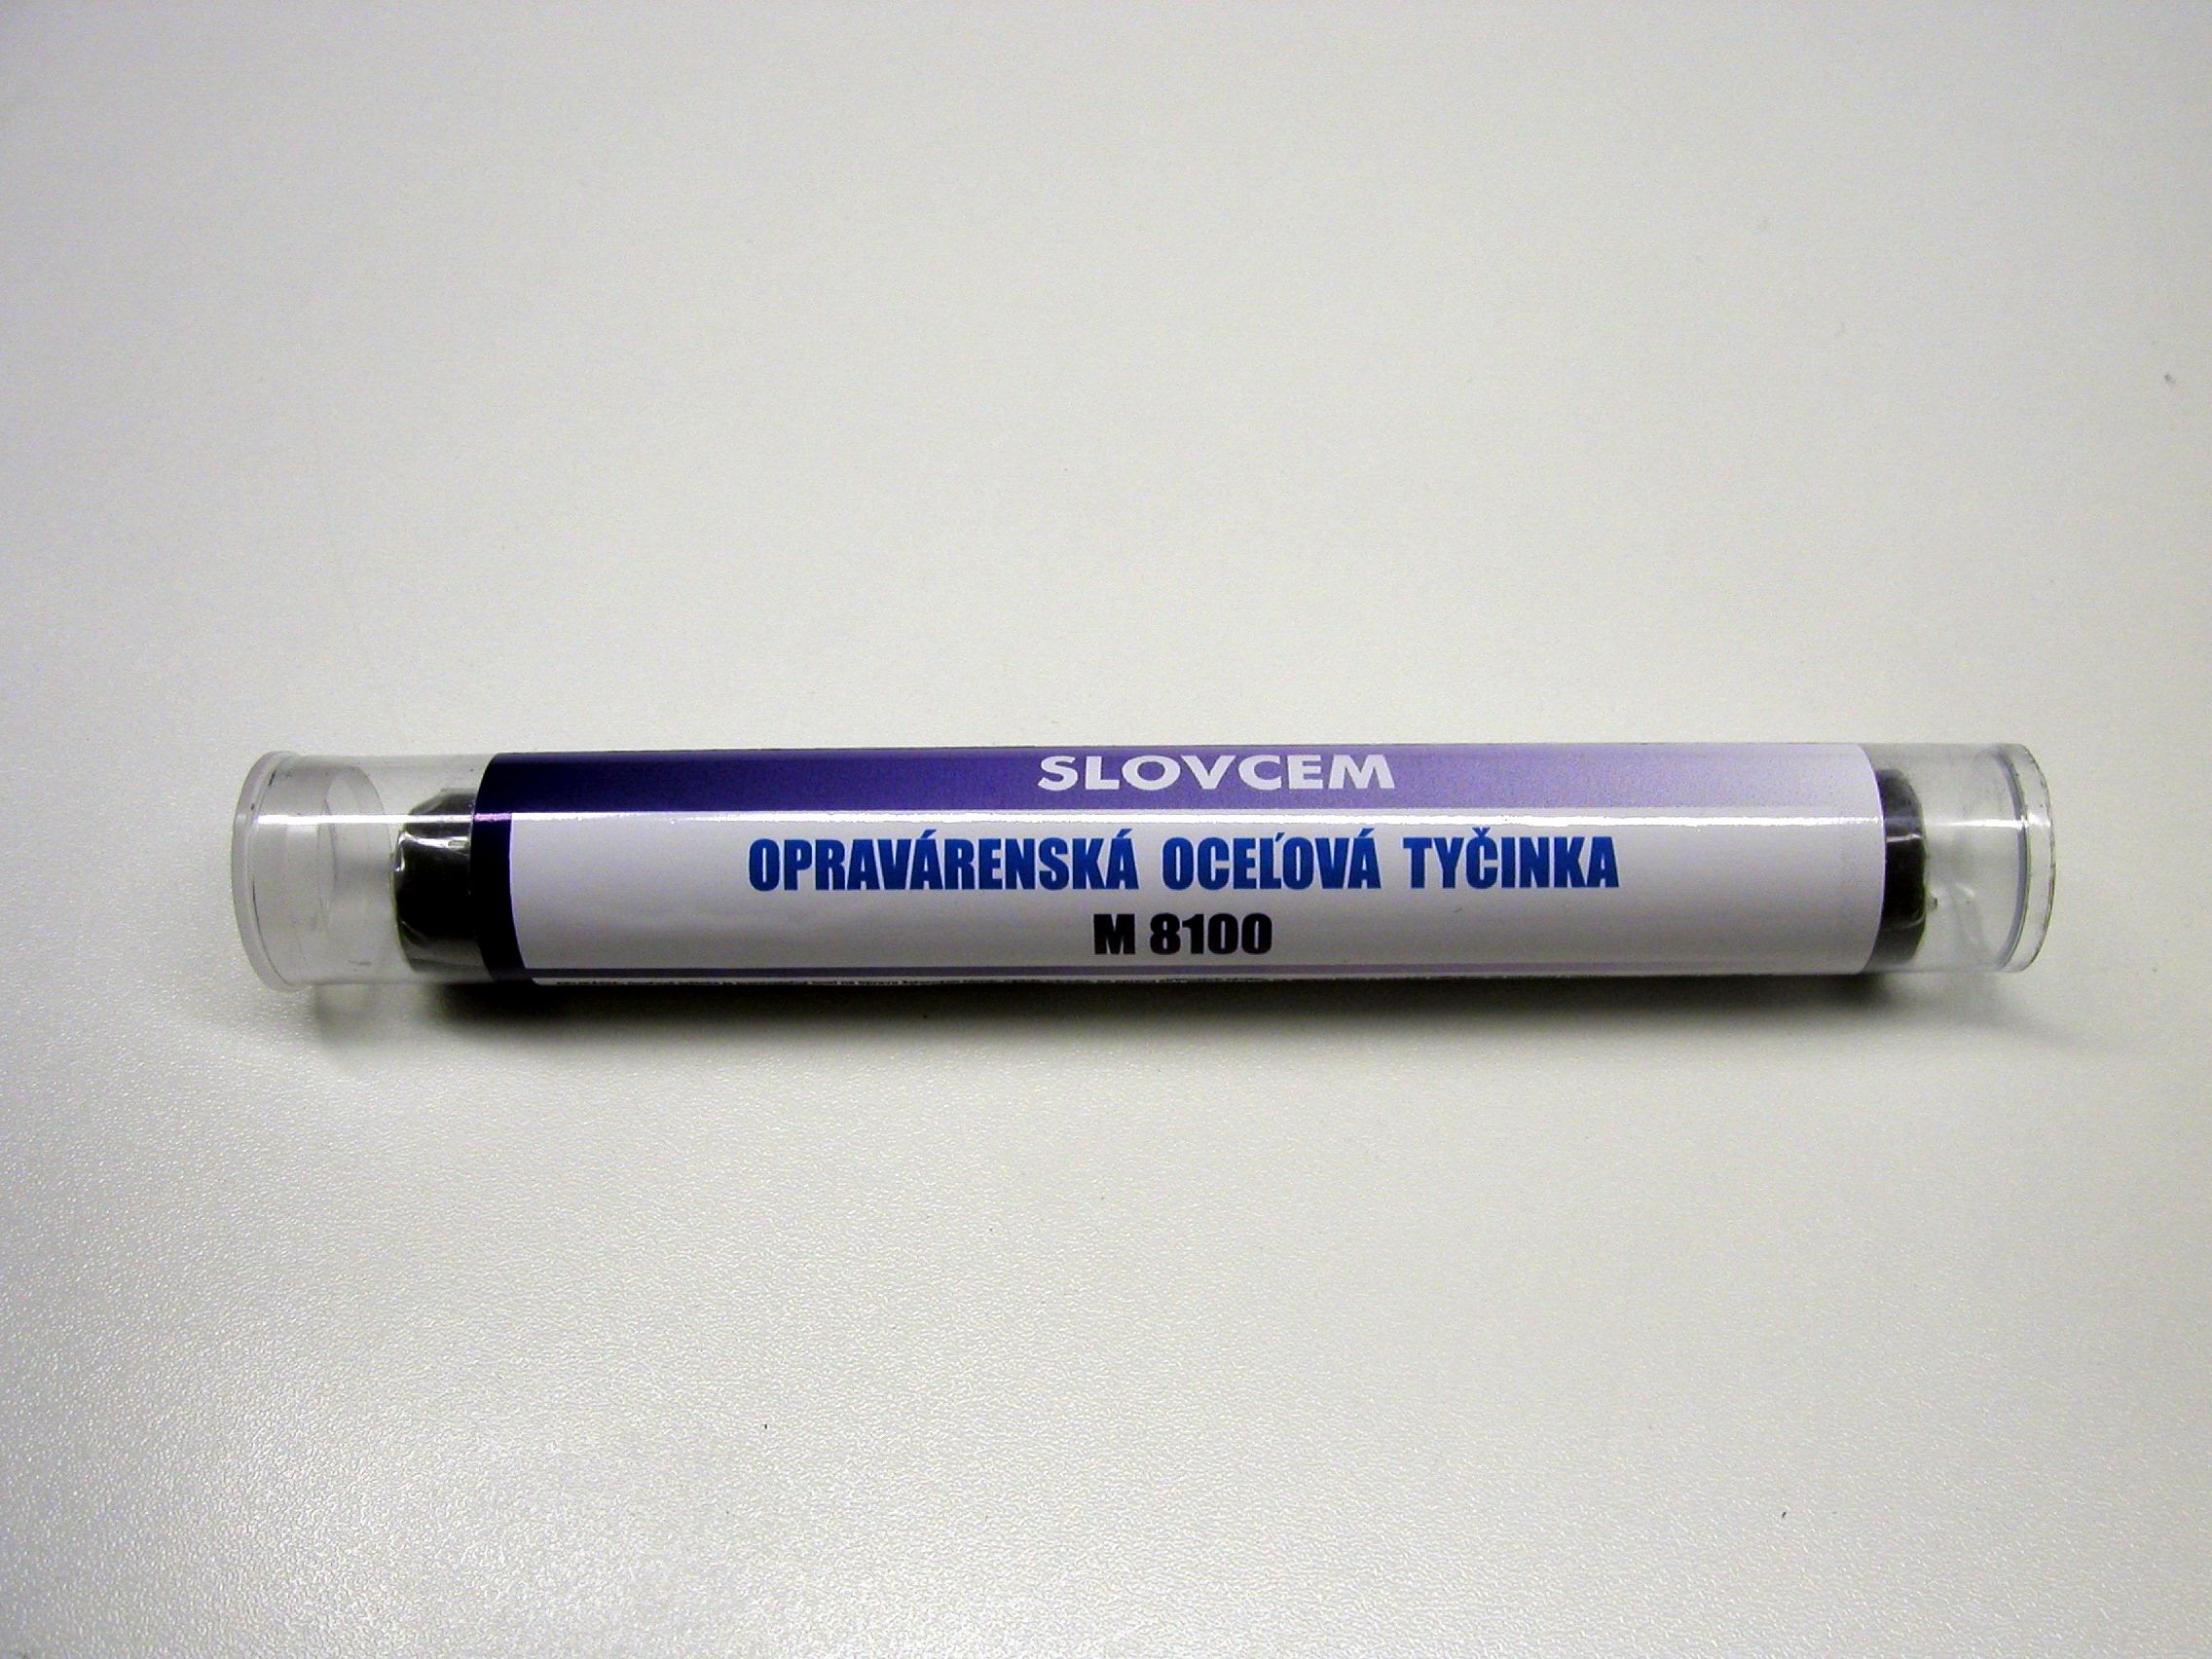 SLOVCEM
OPRAVÁRENSKÁ OCEĽOVÁ TYČINKA
M 8100